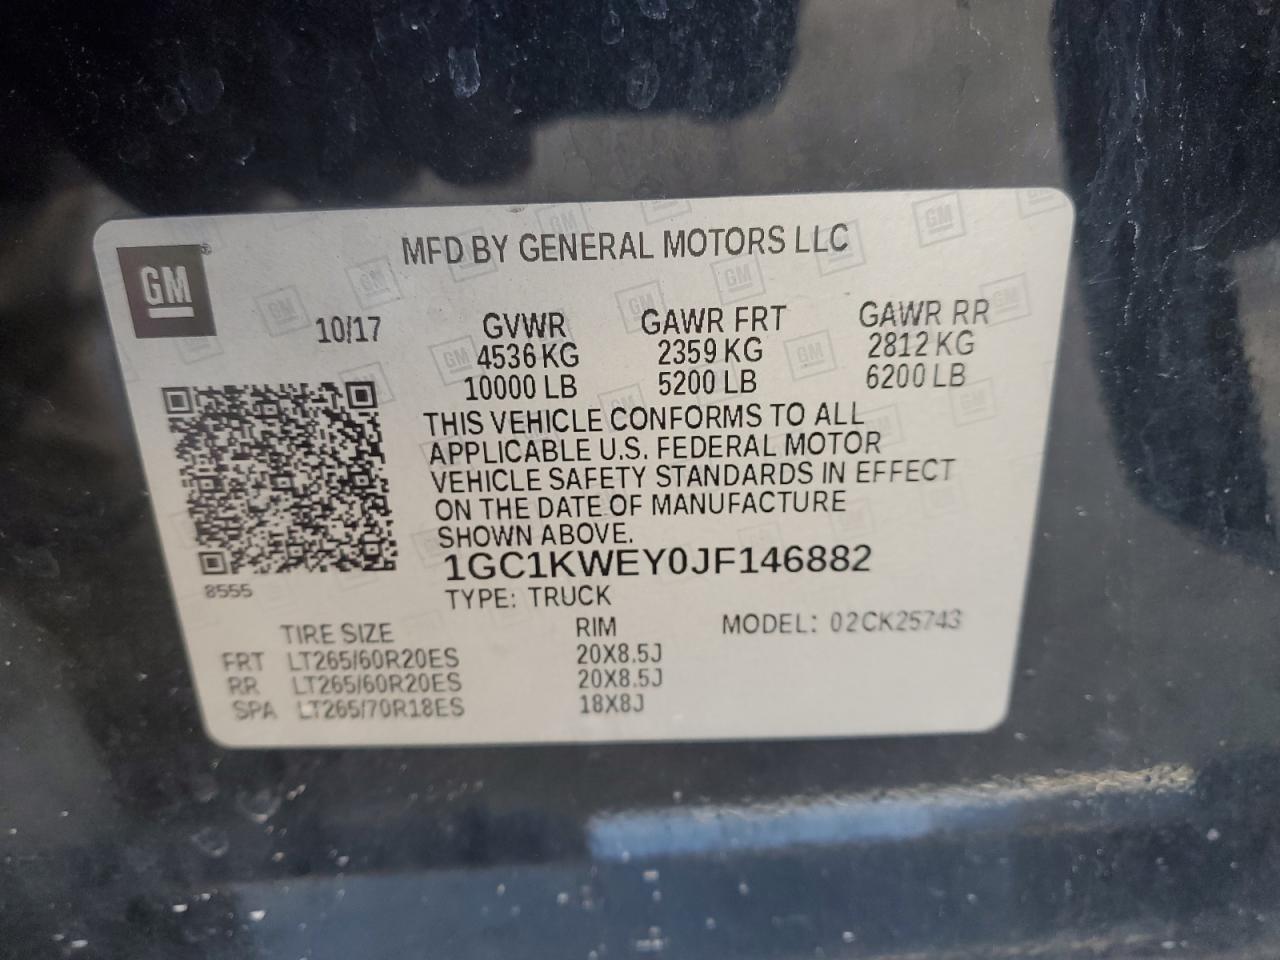 GM
MFD BY GENERAL MOTORS LLC
10/17
GVWR GAWR FRT GAWR RR
4536 KG 2359 KG 2812 KG
10000 LB 5200 LB 6200 LB
THIS VEHICLE CONFORMS TO ALL
APPLICABLE U.S. FEDERAL MOTOR
VEHICLE SAFETY STANDARDS IN EFFECT
ON THE DATE OF MANUFACTURE
SHOWN ABOVE.
1GC1KWEY0JF146882
8555
TYPE: TRUCK
TIRE SIZE RIM MODEL: 02CK25743
FRT LT265/60R20ES 20X8.5J
RR LT265/60R20ES 20X8.5J
SPA LT265/70R18ES 18X8J